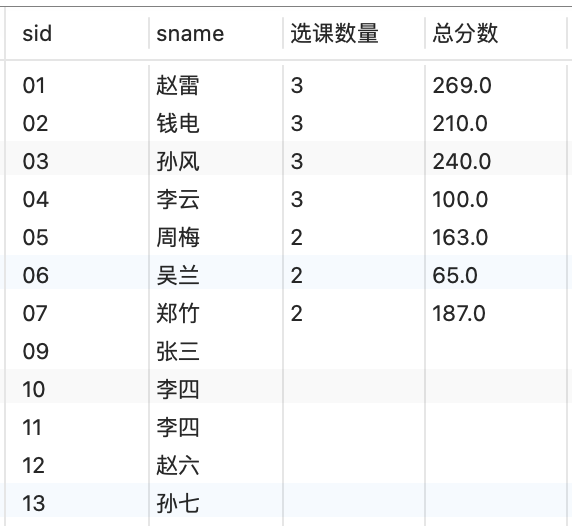 sid sname 选课数量 总分数
01 赵雷 3 269.0
02 钱电 3 210.0
03 孙风 3 240.0
04 李云 3 100.0
05 周梅 2 163.0
06 吴兰 2 65.0
07 郑竹 2 187.0
09 张三
10 李四
11 李四
12 赵六
13 孙七